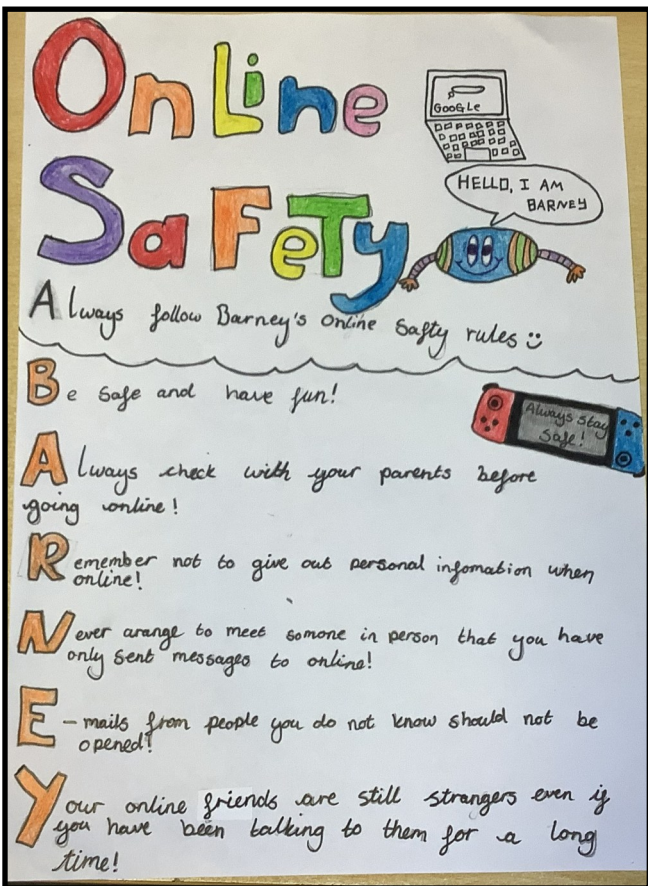 OnLine
GOOGLE
HELLO, I AM
BARNEY
SaFeTy
Always follow Barney's Online Safty rules
Be safe and have fun!
Always stay
Safe!
Always check with your parents before
going online!
Remember not to give out personal infomation when
online!
Never arange to meet somone in person that you have
only sent messages to online!
E-mails from people you do not know should not be
opened!
Your online friends are still strangers even if
you have been talking to them for a long
time!